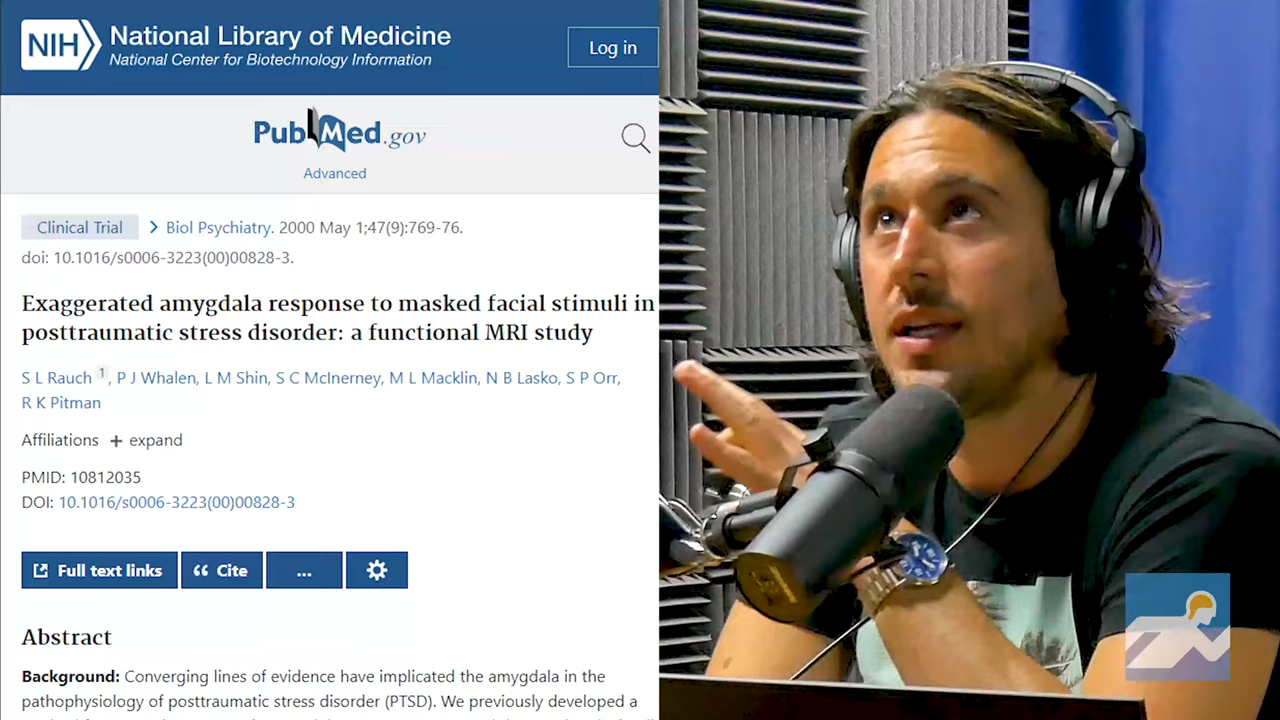 NIH National Library of Medicine
National Center for Biotechnology Information
Log in
PubMed.gov
Advanced
Clinical Trial > Biol Psychiatry. 2000 May 1;47(9):769-76.
doi: 10.1016/s0006-3223(00)00828-3.
Exaggerated amygdala response to masked facial stimuli in
posttraumatic stress disorder: a functional MRI study
S L Rauch 1, P J Whalen, L M Shin, S C McInerney, M L Macklin, N B Lasko, S P Orr,
R K Pitman
Affiliations + expand
PMID: 10812035
DOI: 10.1016/s0006-3223(00)00828-3
Full text links
Cite
...
Abstract
Background: Converging lines of evidence have implicated the amygdala in the
pathophysiology of posttraumatic stress disorder (PTSD). We previously developed a